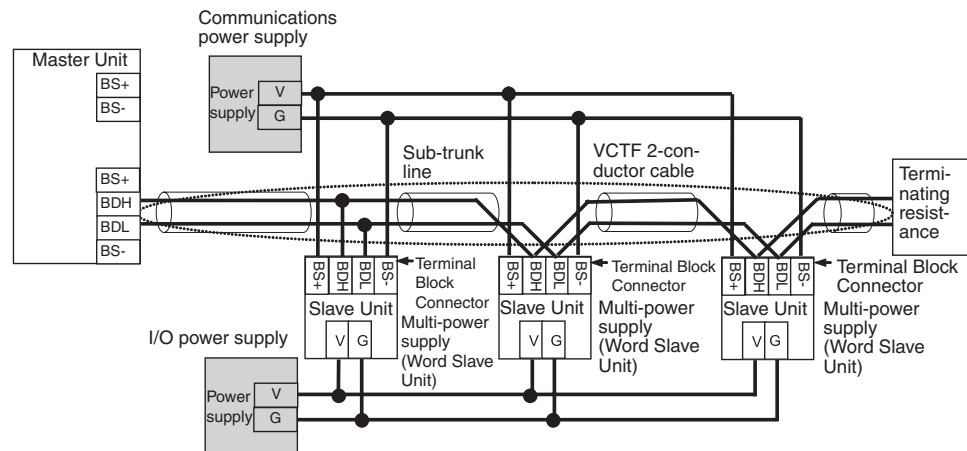 Communications
power supply
Master Unit
BS+
BS-
BS+
BDH
BDL
BS-
Power
supply
V
G
Sub-trunk
line
VCTF 2-con-
ductor cable
Termi-
nating
resist-
ance
BS+
BDH
BDL
BS-
Terminal
Block
Connector
Slave Unit
Multi-power
supply
(Word Slave
Unit)
V
G
BS+
BDH
BDL
BS-
Terminal Block
Connector
Slave Unit
Multi-power
supply
(Word Slave
Unit)
V
G
BS+
BDH
BDL
BS-
Terminal Block
Connector
Slave Unit
Multi-power
supply
(Word Slave
Unit)
V
G
I/O power supply
Power
supply
V
G